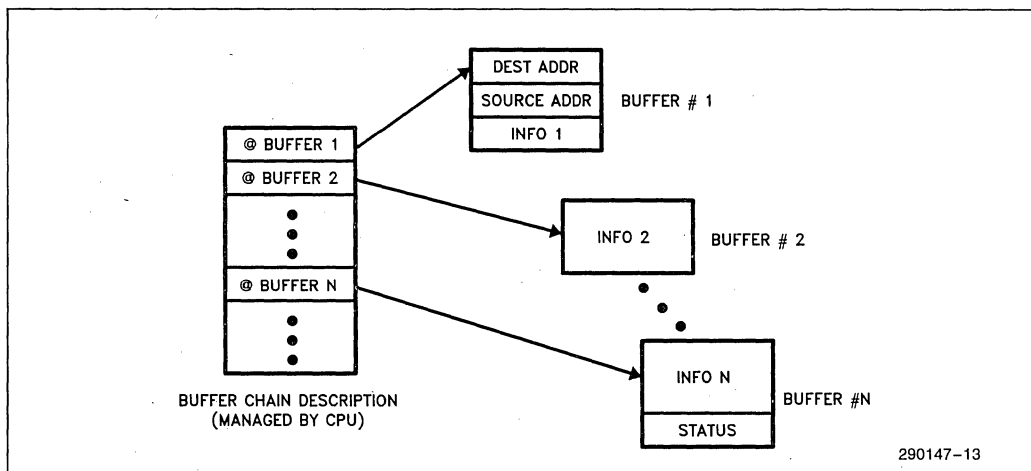 DEST ADDR
SOURCE ADDR
INFO 1
BUFFER # 1
@ BUFFER 1
@ BUFFER 2
@ BUFFER N
INFO 2
BUFFER # 2
INFO N
STATUS
BUFFER #N
BUFFER CHAIN DESCRIPTION
(MANAGED BY CPU)
290147-13